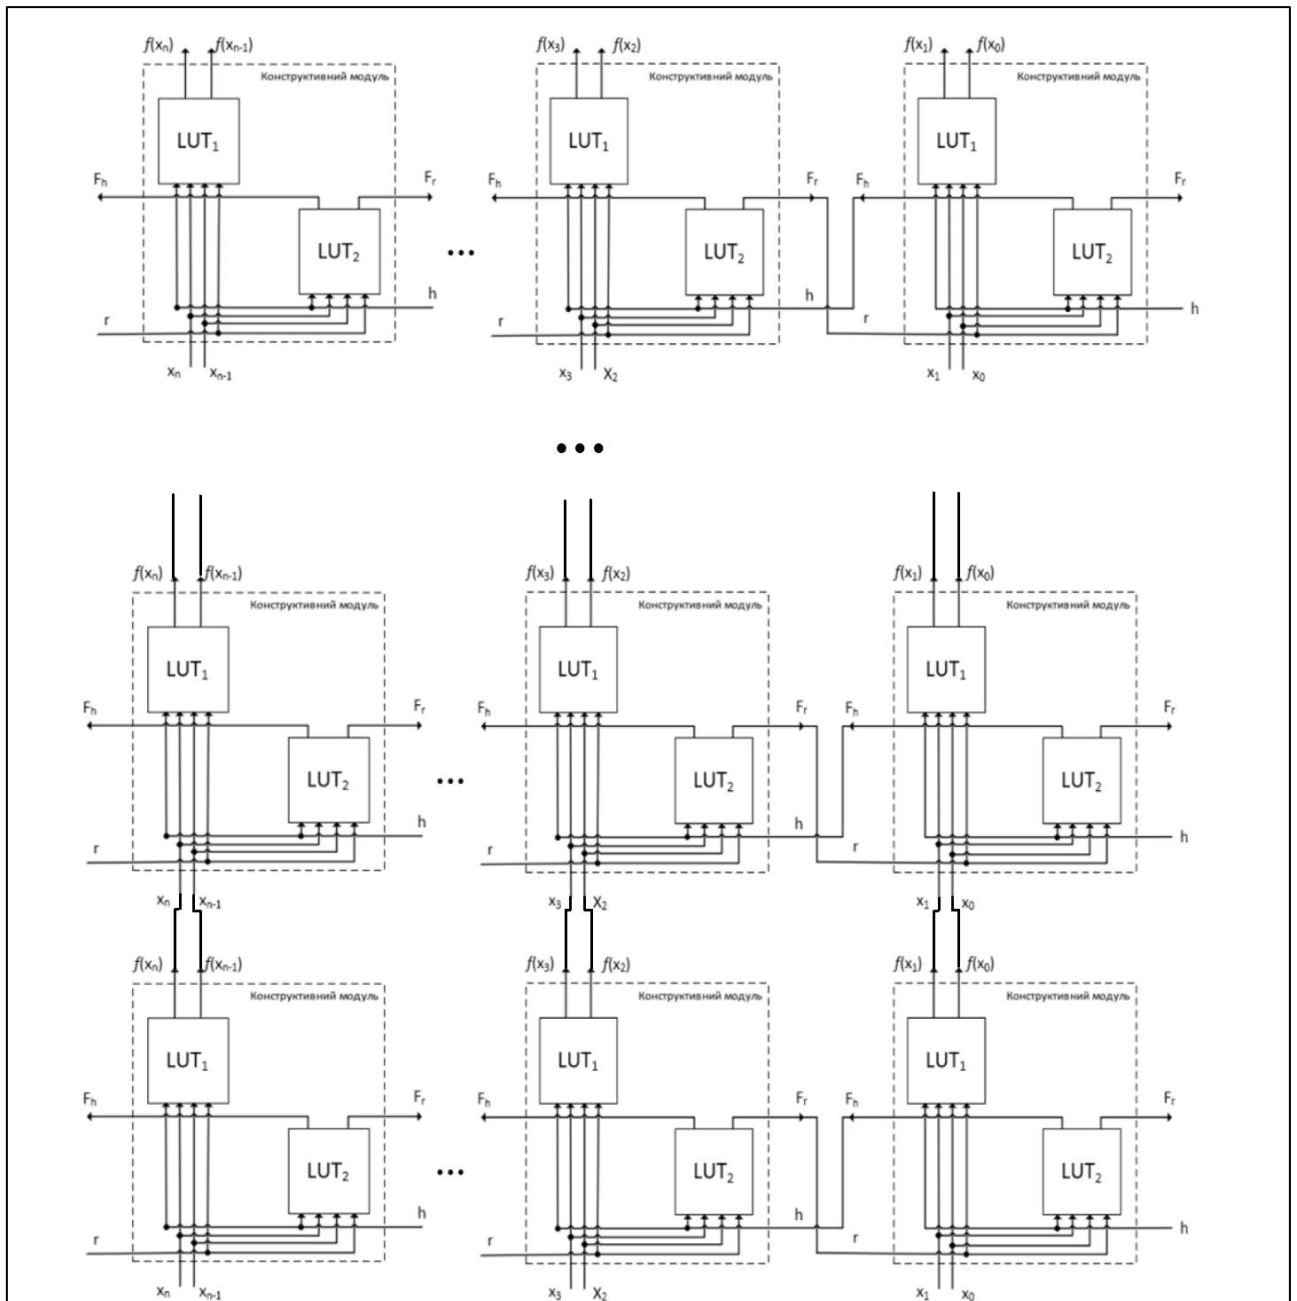 f(xn) f(xn-1) f(x3) f(x2) f(x1) f(x0)
Конструктивний модуль Конструктивний модуль Конструктивний модуль
LUT1 LUT1 LUT1
Fh Fr Fh Fr Fh Fr
LUT2 ... LUT2 LUT2
h h h
r r r
xn xn-1 x3 X2 x1 x0
...
f(xn) f(xn-1) f(x3) f(x2) f(x1) f(x0)
Конструктивний модуль Конструктивний модуль Конструктивний модуль
LUT1 LUT1 LUT1
Fh Fr Fh Fr Fh Fr
LUT2 ... LUT2 LUT2
h h h
r r r
xn xn-1 x3 X2 x1 x0
f(xn) f(xn-1) f(x3) f(x2) f(x1) f(x0)
Конструктивний модуль Конструктивний модуль Конструктивний модуль
LUT1 LUT1 LUT1
Fh Fr Fh Fr Fh Fr
LUT2 ... LUT2 LUT2
h h h
r r r
xn xn-1 x3 X2 x1 x0